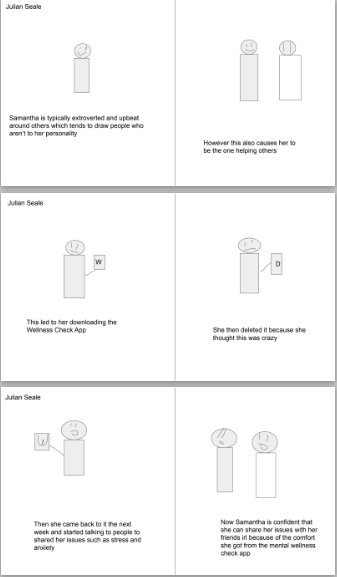 Julian Seale
Samantha is typically extroverted and upbeat
around others which tends to draw people who
aren't to her personality
However this also causes her to
be the one helping others
Julian Seale
W
This led to her downloading the
Wellness Check App
D
She then deleted it because she
thought this was crazy
Julian Seale
W
Then she came back to it the next
week and started talking to people to
shared her issues such as stress and
anxiety
Now Samantha is confident that
she can share her issues with her
friends irl because of the comfort
she got from the mental wellness
check app